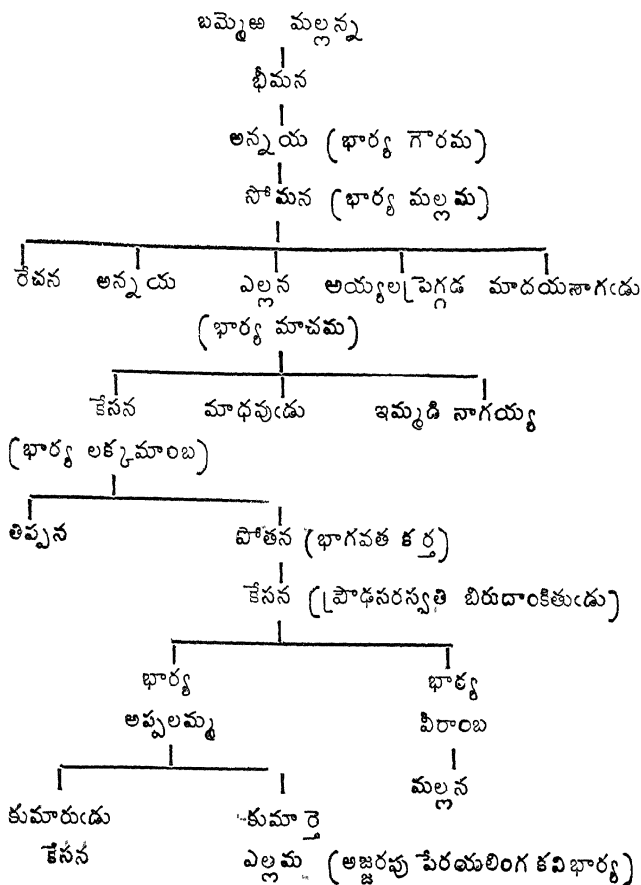 బమ్మెఱ మల్లన్న
భీమన
అన్నయ (భార్య గౌరమ)
సోమన (భార్య మల్లమ)
రేచన అన్నయ ఎల్లన అయ్యలప్రెగ్గడ మాదయనాగఁడు
(భార్య మాచమ)
కేసన మాధవుఁడు ఇమ్మడి నాగయ్య
(భార్య లక్కమాంబ)
తిప్పన పోతన (భాగవత కర్త)
కేసన (ప్రౌఢసరస్వతి బిరుదాంకితుఁడు)
భార్య భార్య
అప్పలమ్మ వీరాంబ
మల్లన
కుమారుఁడు కుమార్తె
కేసన ఎల్లమ (అజ్జరపు పేరయలింగ కవి భార్య)